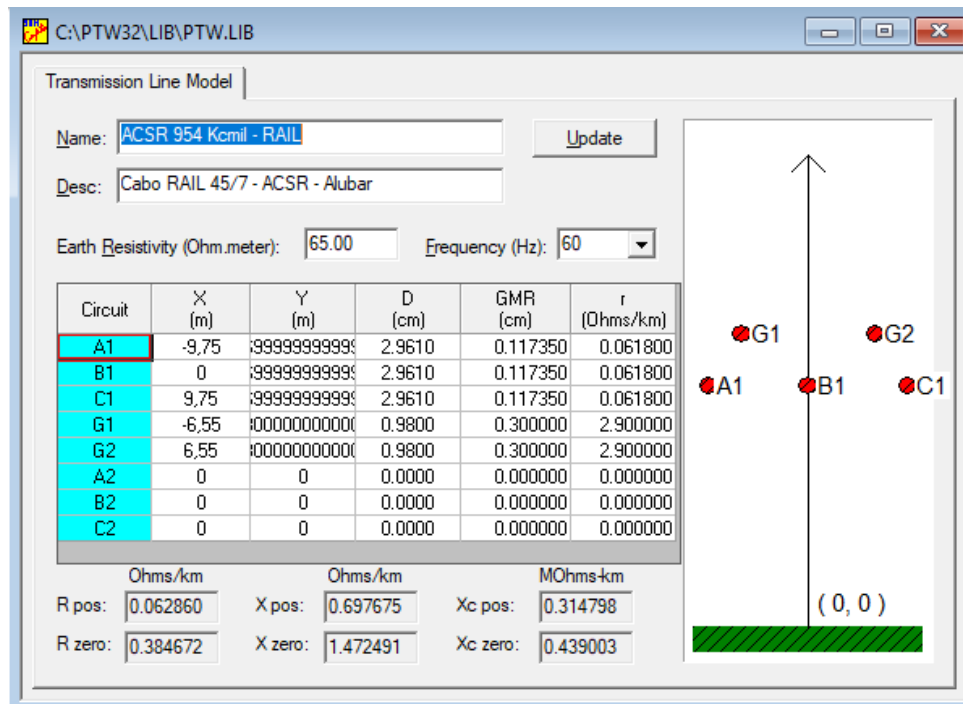 C:\PTW32\LIB\PTW.LIB
Transmission Line Model
Name: ACSR 954 Kcmil - RAIL Update
Desc: Cabo RAIL 45/7 - ACSR - Alubar
Earth Resistivity (Ohm.meter): 65.00 Frequency (Hz): 60
Circuit X (m) Y (m) D (cm) GMR (cm) r (Ohms/km)
A1 -9,75 2.9610 0.117350 0.061800
B1 0 2.9610 0.117350 0.061800
C1 9,75 2.9610 0.117350 0.061800
G1 -6,55 0.9800 0.300000 2.900000
G2 6,55 0.9800 0.300000 2.900000
A2 0 0 0.0000 0.000000 0.000000
B2 0 0 0.0000 0.000000 0.000000
C2 0 0 0.0000 0.000000 0.000000
Ohms/km Ohms/km MOhms-km
R pos: 0.062860 X pos: 0.697675 Xc pos: 0.314798
R zero: 0.384672 X zero: 1.472491 Xc zero: 0.439003
G1 G2
A1 B1 C1
( 0, 0 )